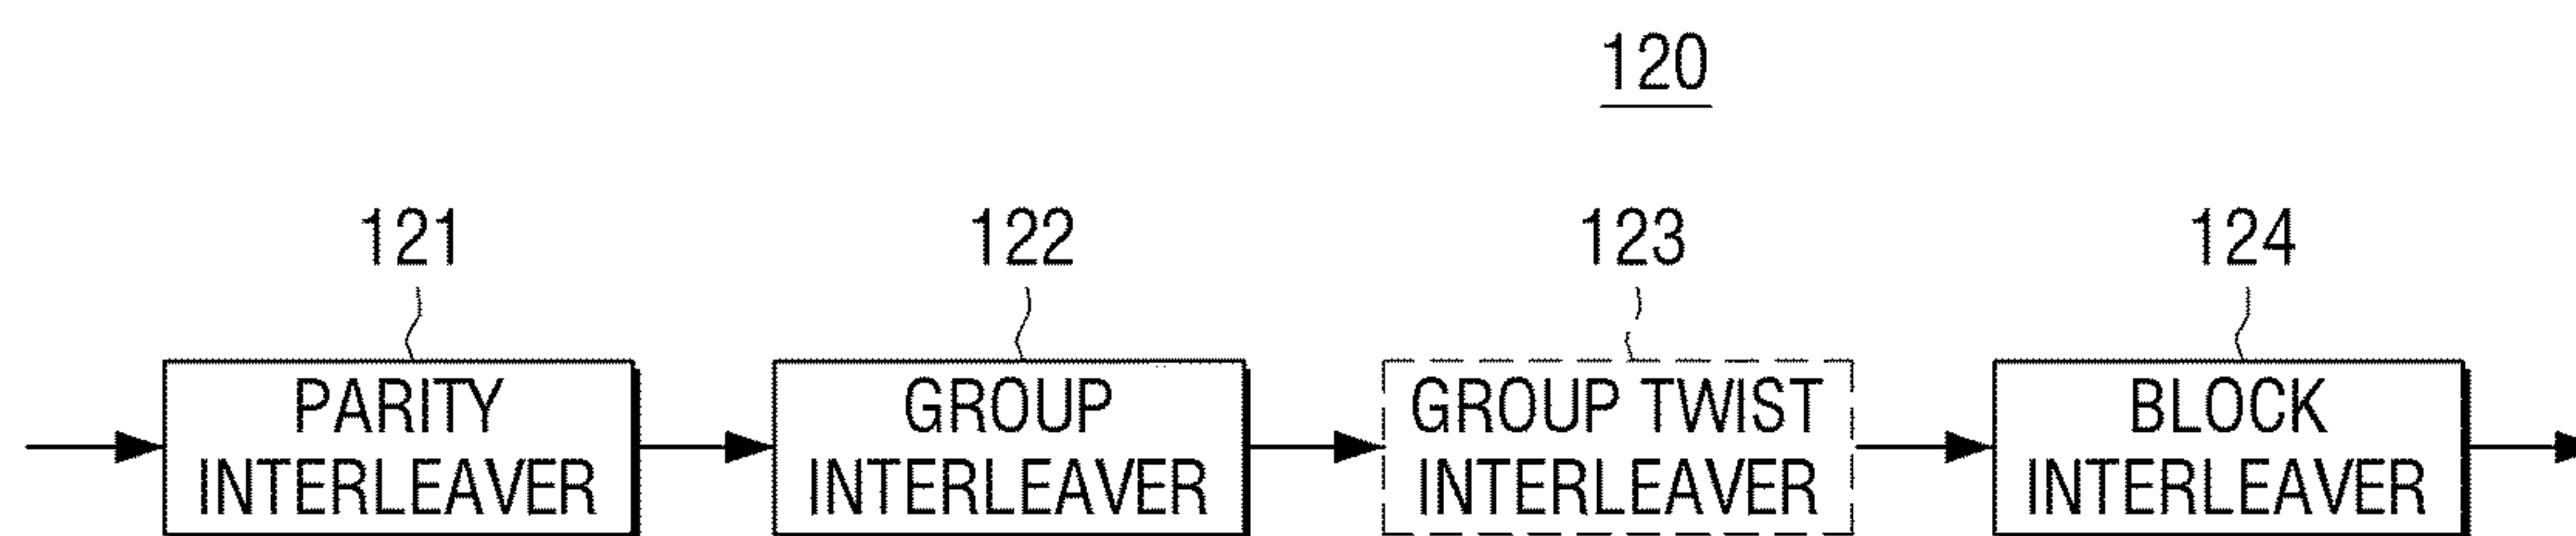 120
121
122
123
124
PARITY
INTERLEAVER
GROUP
INTERLEAVER
GROUP TWIST
INTERLEAVER
BLOCK
INTERLEAVER